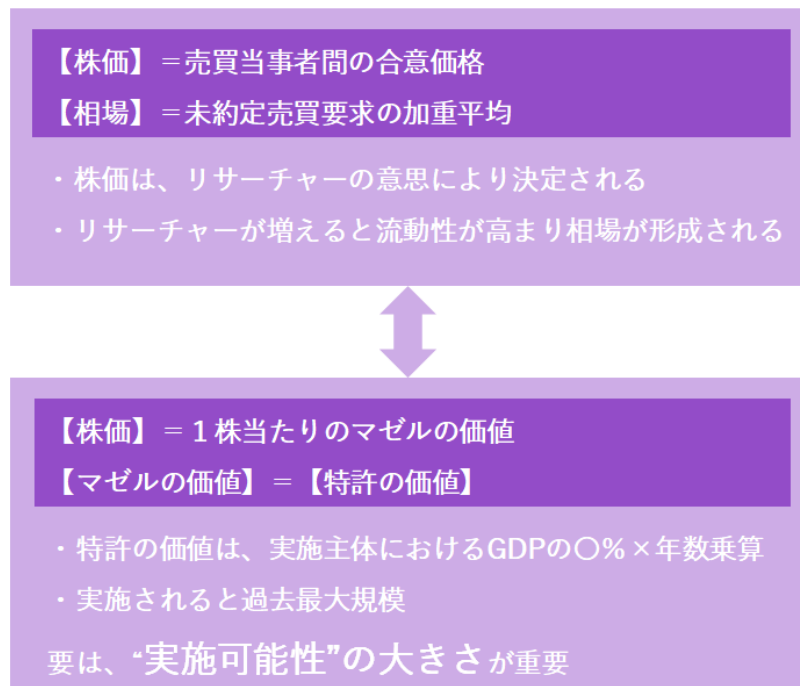 【株価】＝売買当事者間の合意価格
【相場】＝未約定売買要求の加重平均
・株価は、リサーチャーの意思により決定される
・リサーチャーが増えると流動性が高まり相場が形成される
【株価】＝１株当たりのマゼルの価値
【マゼルの価値】＝【特許の価値】
・特許の価値は、実施主体におけるGDPの〇%×年数乗算
・実施されると過去最大規模
要は、“実施可能性”の大きさが重要